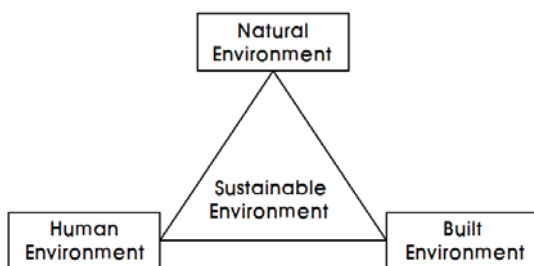 Natural
Environment
Sustainable
Environment
Human
Environment
Built
Environment